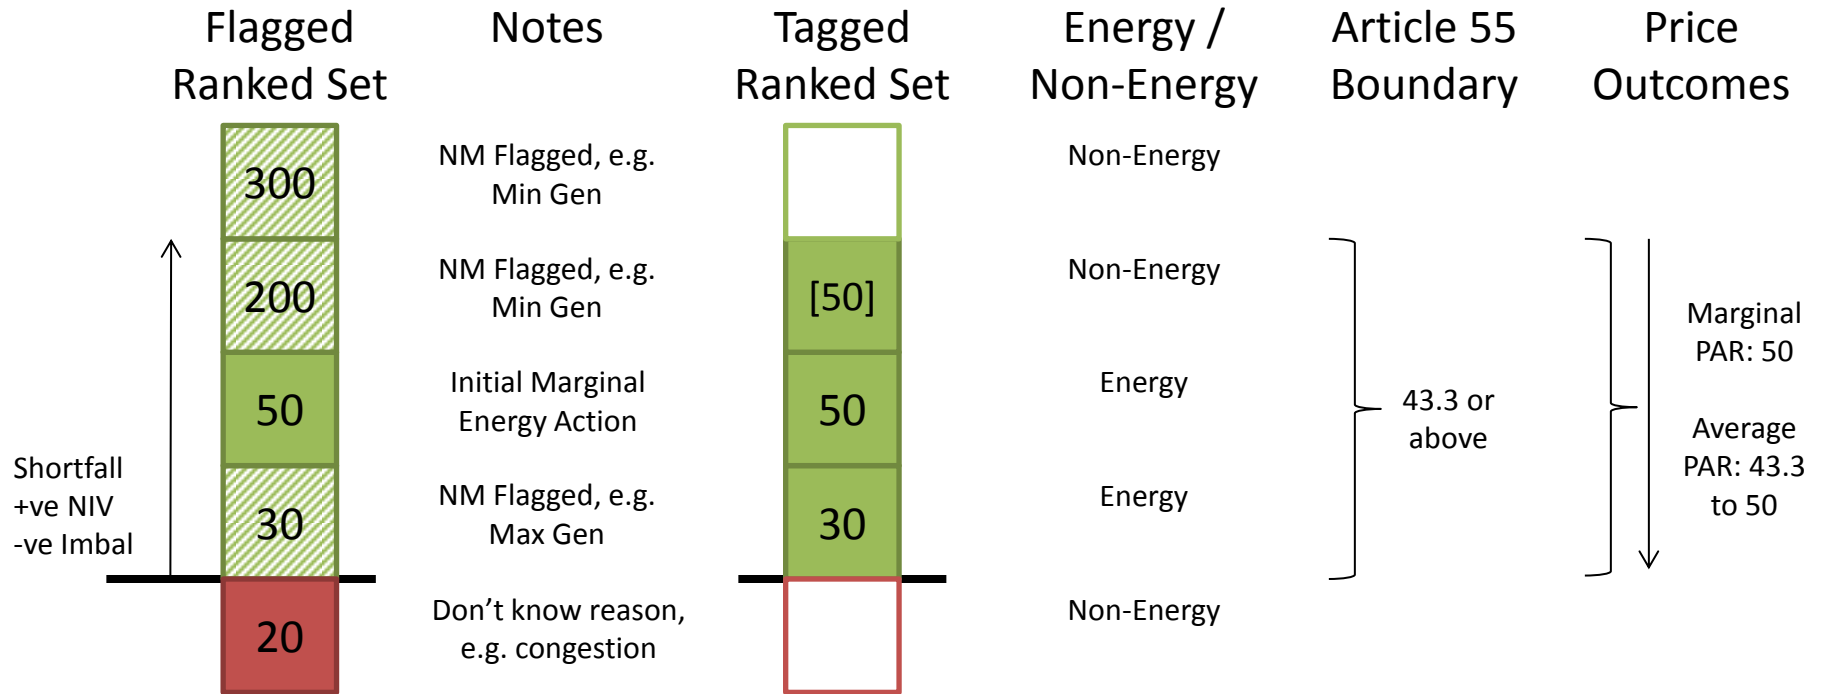 Flagged
Ranked Set
Notes
Tagged
Ranked Set
Energy /
Non-Energy
Article 55
Boundary
Price
Outcomes
300
NM Flagged, e.g.
Min Gen
Non-Energy
200
NM Flagged, e.g.
Min Gen
[50]
Non-Energy
50
Initial Marginal
Energy Action
50
Energy
43.3 or
above
Marginal
PAR: 50
Average
PAR: 43.3
to 50
Shortfall
+ve NIV
-ve Imbal
30
NM Flagged, e.g.
Max Gen
30
Energy
20
Don’t know reason,
e.g. congestion
Non-Energy